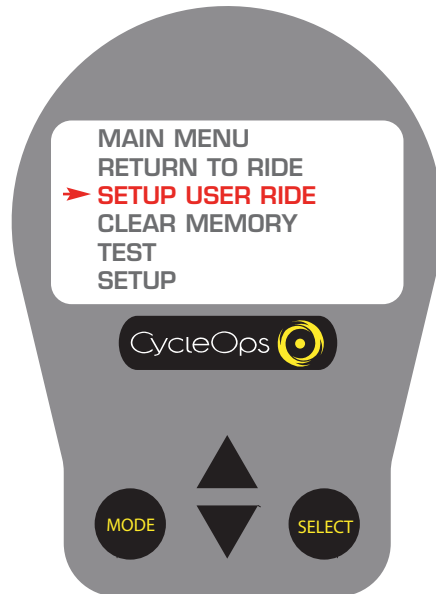 MAIN MENU
RETURN TO RIDE
SETUP USER RIDE
CLEAR MEMORY
TEST
SETUP
CycleOps
MODE
SELECT